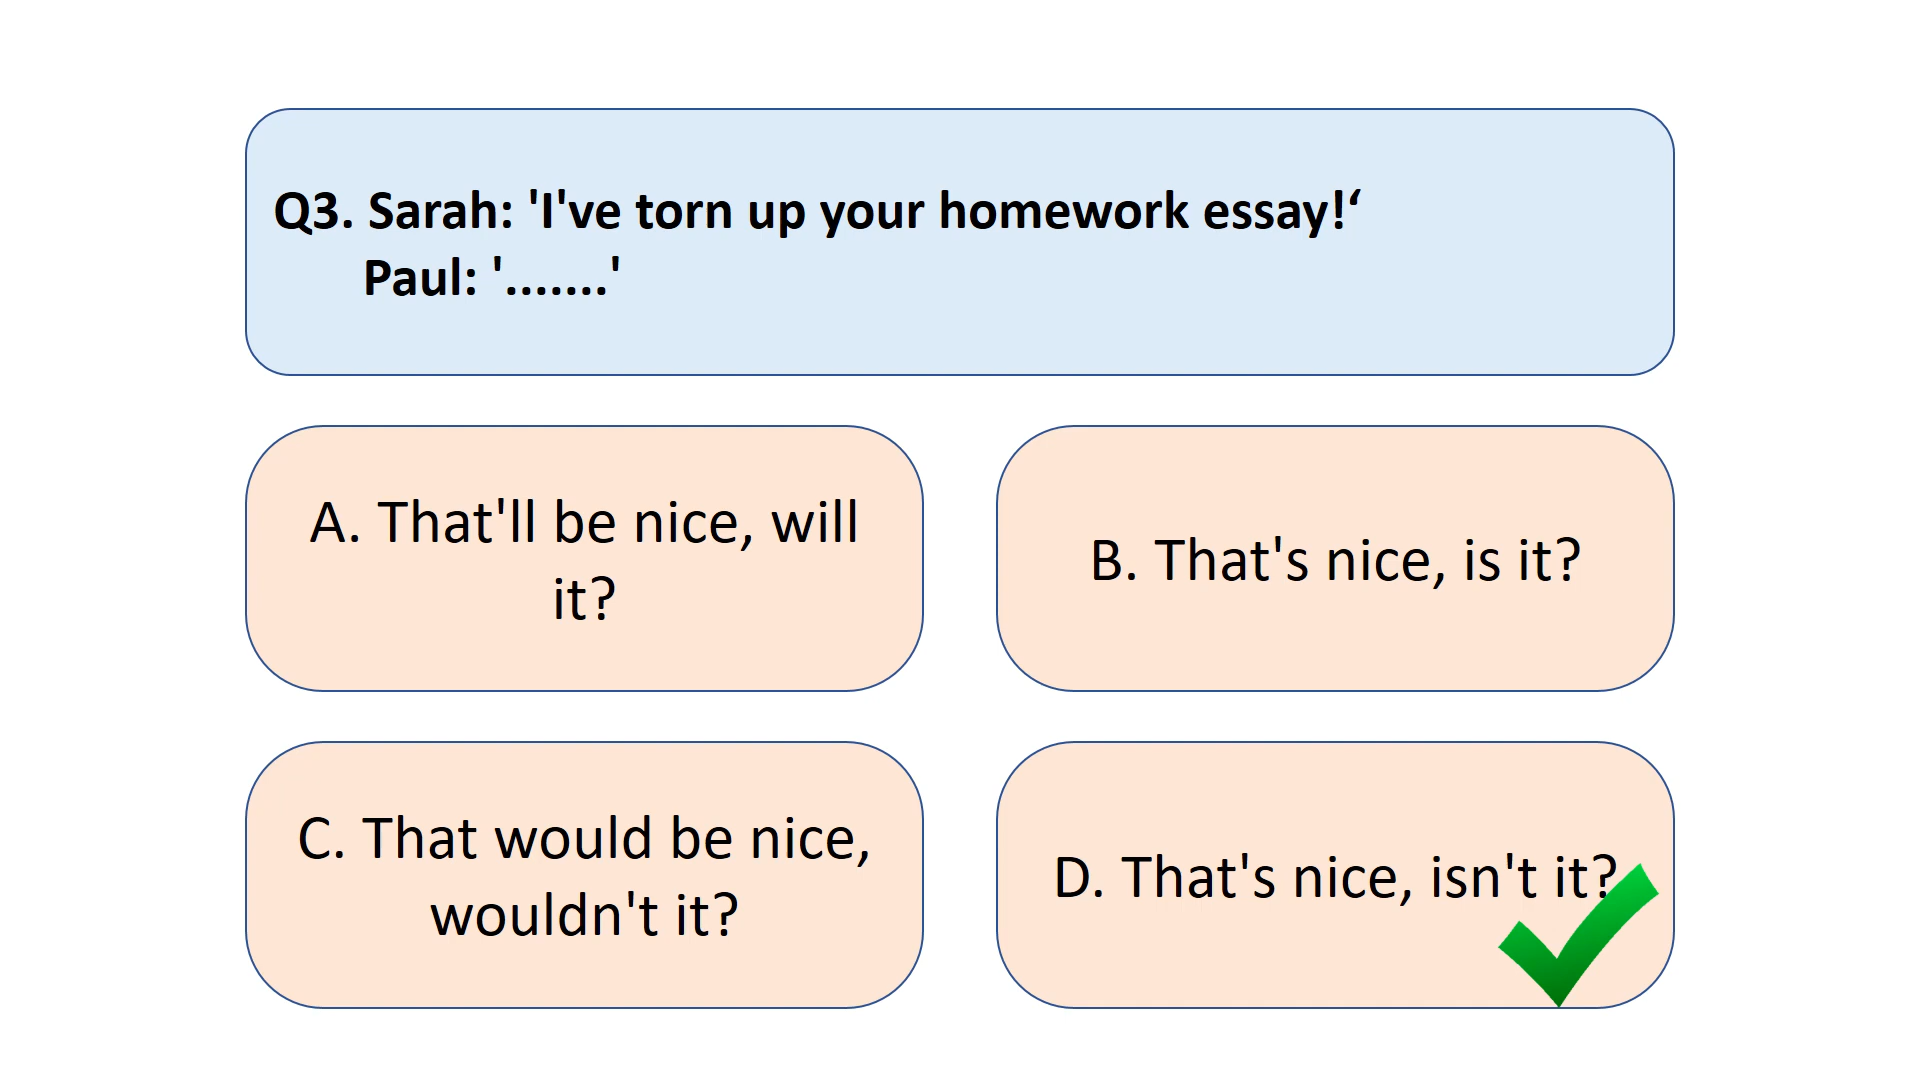 Q3. Sarah: 'I've torn up your homework essay!‘
Paul: '.......'
A. That'll be nice, will
it?
B. That's nice, is it?
C. That would be nice,
wouldn't it?
D. That's nice, isn't it?